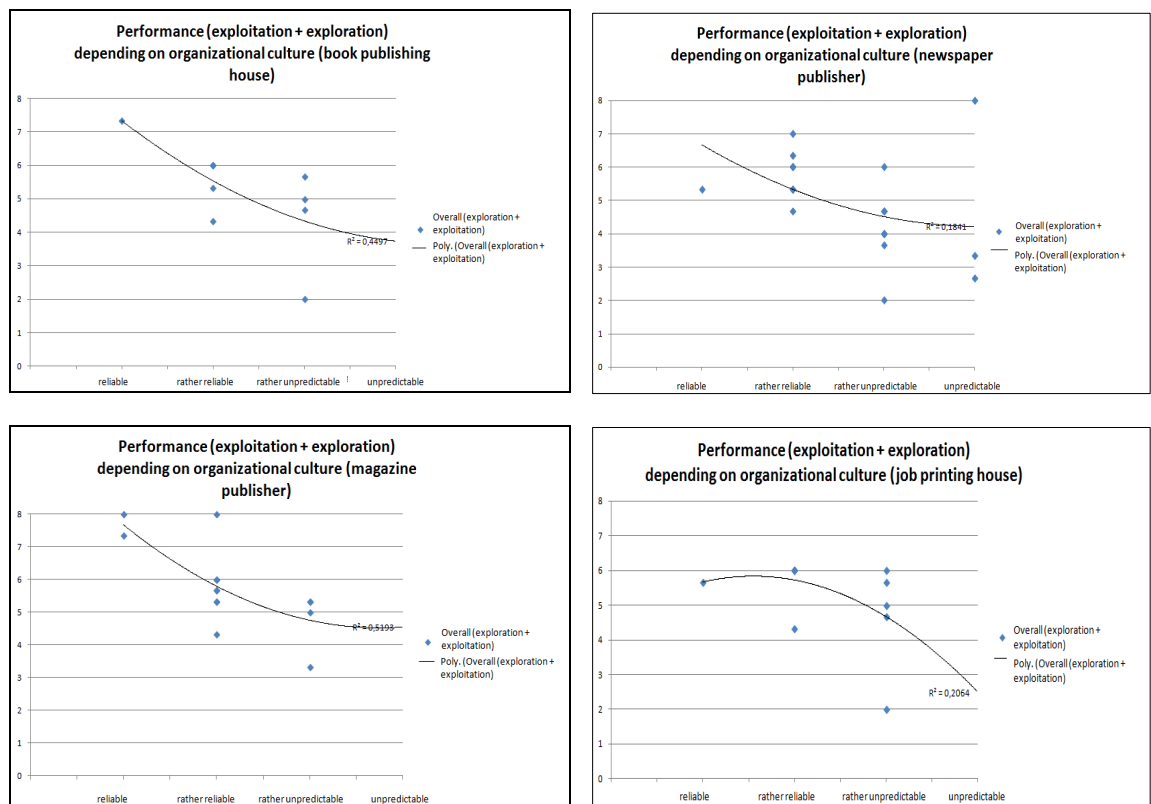 Performance (exploitation + exploration)
depending on organizational culture (book publishing
house)
8
7
6
5
4
3
2
1
0
R² = 0,4497
reliable
rather reliable
rather unpredictable
unpredictable
Overall (exploration +
exploitation)
Poly. (Overall (exploration +
exploitation)
Performance (exploitation + exploration)
depending on organizational culture (newspaper
publisher)
8
7
6
5
4
3
2
1
0
R² = 0,1841
reliable
rather reliable
rather unpredictable
unpredictable
Overall (exploration +
exploitation)
Poly. (Overall (exploration +
exploitation)
Performance (exploitation + exploration)
depending on organizational culture (magazine
publisher)
8
7
6
5
4
3
2
1
0
R² = 0,5193
reliable
rather reliable
rather unpredictable
unpredictable
Overall (exploration +
exploitation)
Poly. (Overall (exploration +
exploitation)
Performance (exploitation + exploration)
depending on organizational culture (job printing house)
8
7
6
5
4
3
2
1
0
R² = 0,2064
reliable
rather reliable
rather unpredictable
unpredictable
Overall (exploration +
exploitation)
Poly. (Overall (exploration +
exploitation)